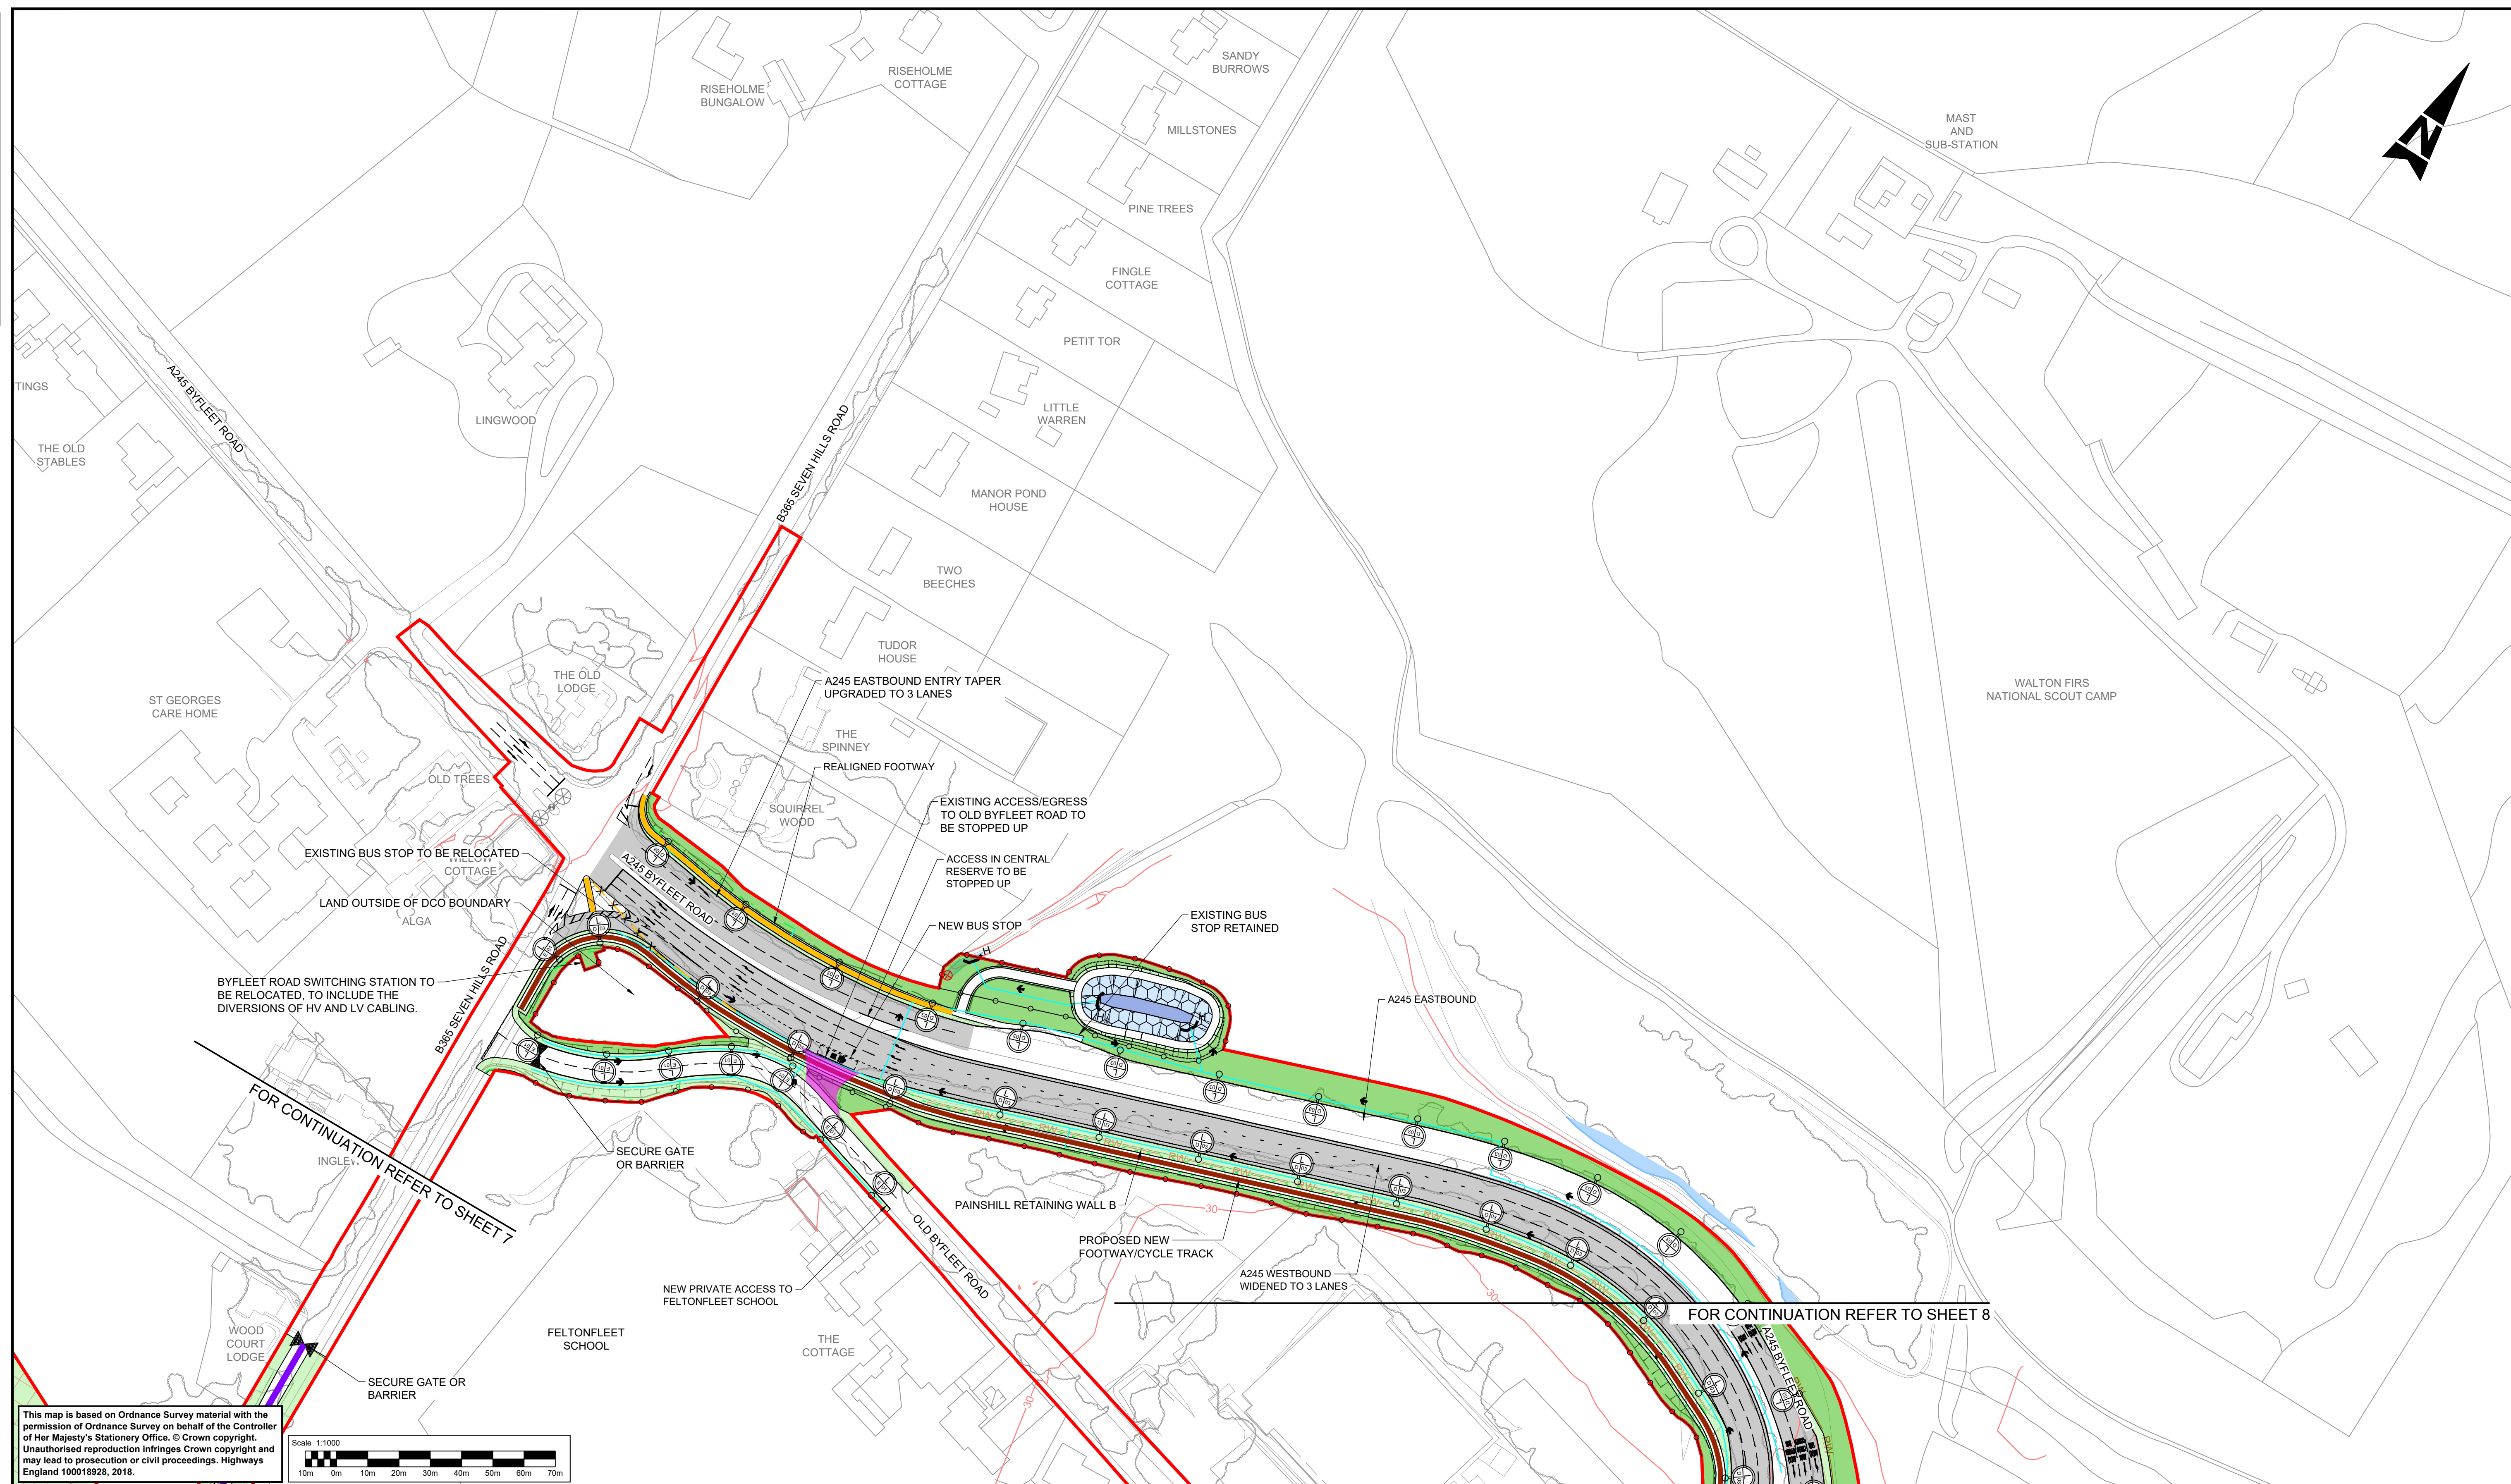 RISEHOLME
BUNGALOW
RISEHOLME
COTTAGE
SANDY
BURROWS
MILLSTONES
PINE TREES
FINGLE
COTTAGE
PETIT TOR
LITTLE
WARREN
MANOR POND
HOUSE
TWO
BEECHES
TUDOR
HOUSE
MAST
AND
SUB-STATION
N
TINGS
THE OLD
STABLES
A245 BYFLEET ROAD
LINGWOOD
B365 SEVEN HILLS ROAD
ST GEORGES
CARE HOME
THE OLD
LODGE
OLD TREES
A245 EASTBOUND ENTRY TAPER
UPGRADED TO 3 LANES
THE
SPINNEY
REALIGNED FOOTWAY
SQUIRREL
WOOD
EXISTING ACCESS/EGRESS
TO OLD BYFLEET ROAD TO
BE STOPPED UP
ACCESS IN CENTRAL
RESERVE TO BE
STOPPED UP
NEW BUS STOP
EXISTING BUS
STOP RETAINED
A245 EASTBOUND
WALTON FIRS
NATIONAL SCOUT CAMP
EXISTING BUS STOP TO BE RELOCATED
WILLOW
COTTAGE
LAND OUTSIDE OF DCO BOUNDARY
ALGA
A245 BYFLEET ROAD
BYFLEET ROAD SWITCHING STATION TO
BE RELOCATED, TO INCLUDE THE
DIVERSIONS OF HV AND LV CABLING.
B365 SEVEN HILLS ROAD
FOR CONTINUATION REFER TO SHEET 7
SECURE GATE
OR BARRIER
PAINSHILL RETAINING WALL B
PROPOSED NEW
FOOTWAY/CYCLE TRACK
A245 WESTBOUND
WIDENED TO 3 LANES
30
30
30
RW
RW
RW
RW
RW
RW
RW
NEW PRIVATE ACCESS TO
FELTONFLEET SCHOOL
OLD BYFLEET ROAD
FELTONFLEET
SCHOOL
THE
COTTAGE
WOOD
COURT
LODGE
SECURE GATE OR
BARRIER
FOR CONTINUATION REFER TO SHEET 8
A245 BYFLEET ROAD
This map is based on Ordnance Survey material with the
permission of Ordnance Survey on behalf of the Controller
of Her Majesty's Stationery Office. © Crown copyright.
Unauthorised reproduction infringes Crown copyright and
may lead to prosecution or civil proceedings. Highways
England 100018928, 2018.
Scale 1:1000
10m 0m 10m 20m 30m 40m 50m 60m 70m